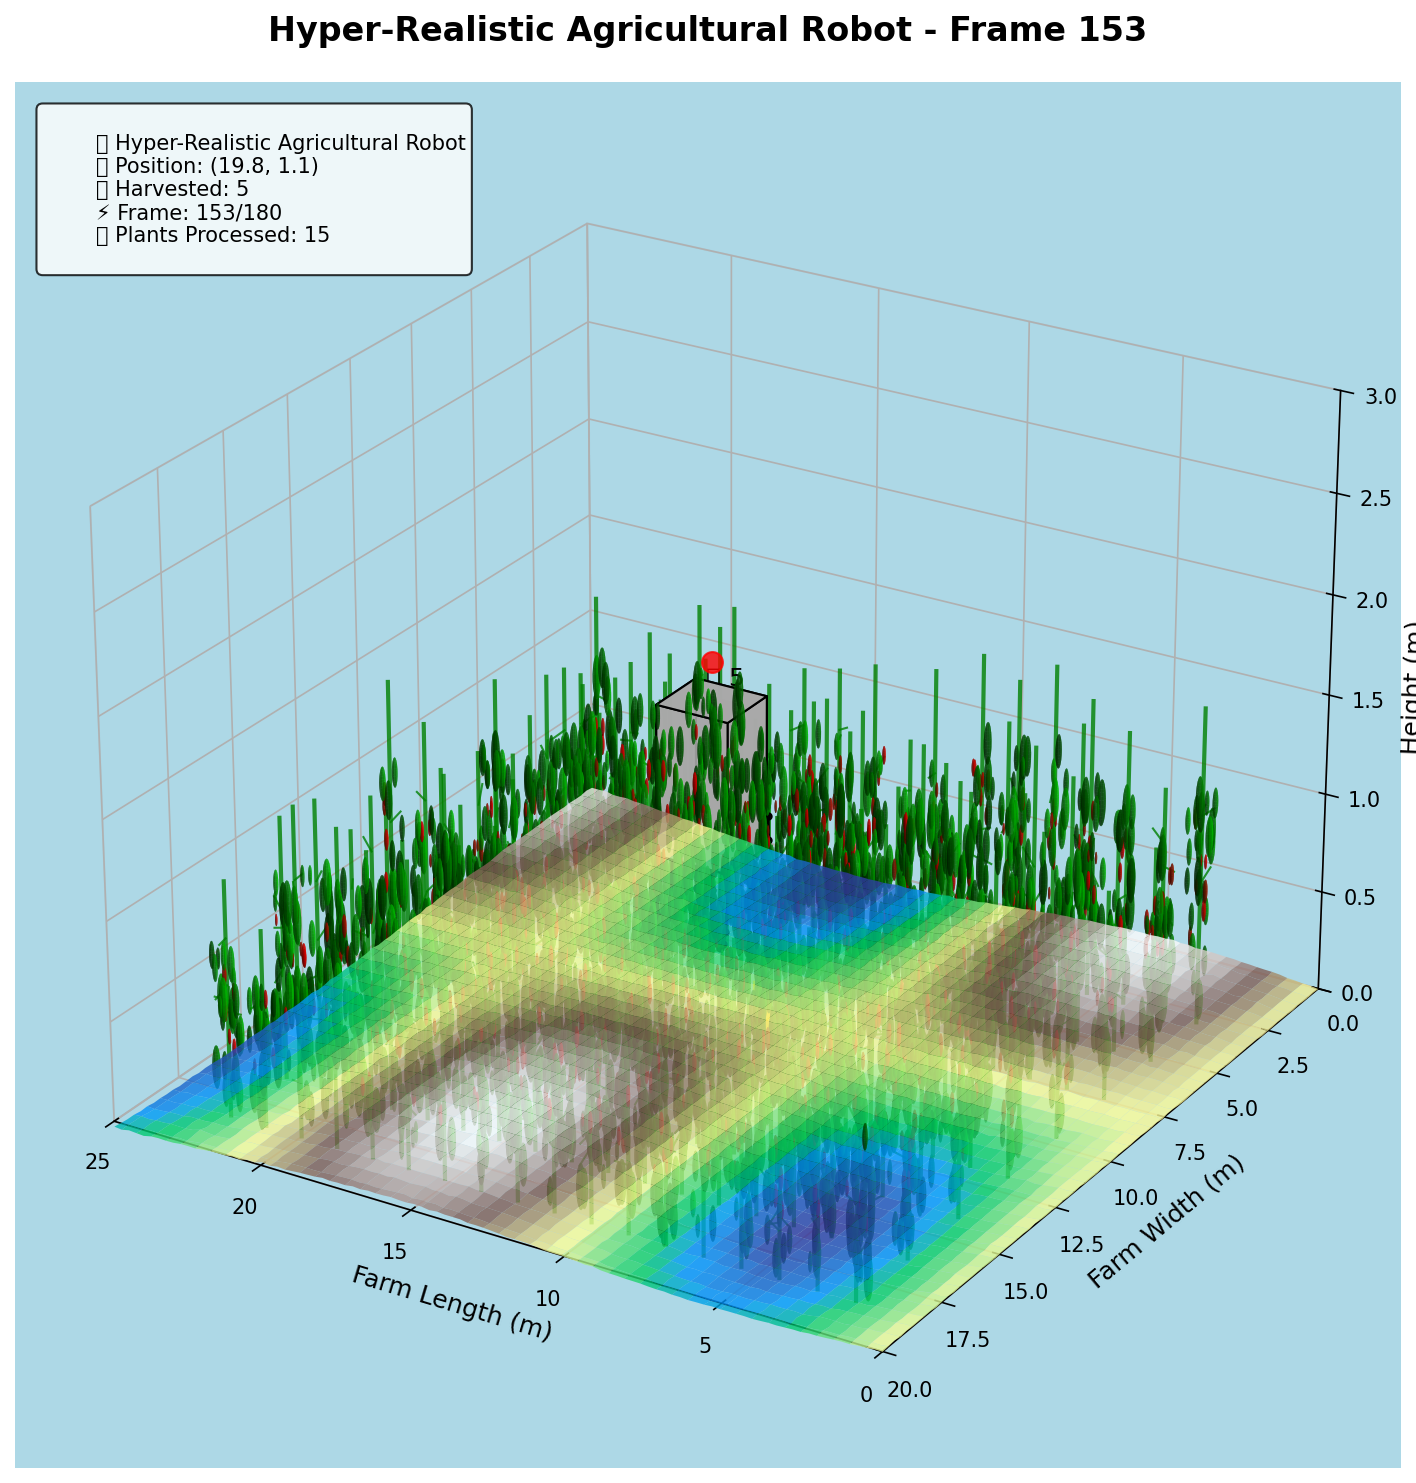 Hyper-Realistic Agricultural Robot - Frame 153
Hyper-Realistic Agricultural Robot
Position: (19.8, 1.1)
Harvested: 5
⚡ Frame: 153/180
Plants Processed: 15
3.0
2.5
2.0
1.5
1.0
0.5
0.0
Height (m)
5
0.0
2.5
5.0
7.5
10.0
12.5
15.0
17.5
20.0
Farm Width (m)
25
20
15
10
5
0
Farm Length (m)